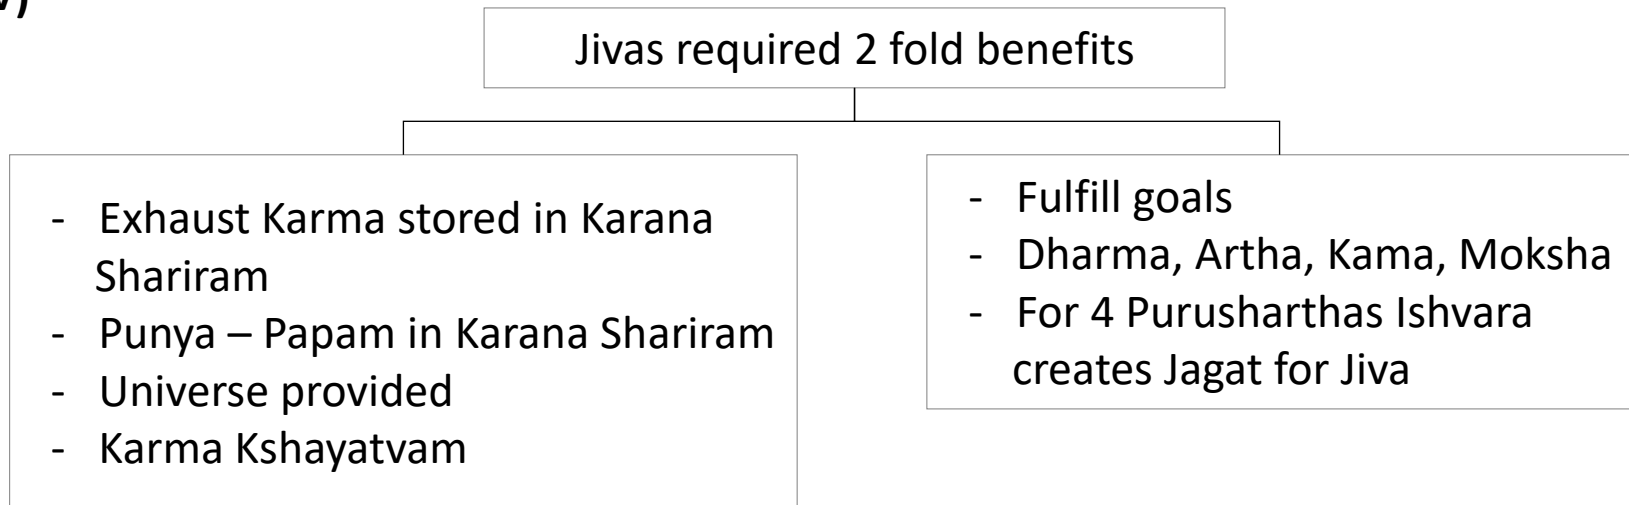 Jivas required 2 fold benefits
- Exhaust Karma stored in Karana
Shariram
- Punya – Papam in Karana Shariram
- Universe provided
- Karma Kshayatvam
- Fulfill goals
- Dharma, Artha, Kama, Moksha
- For 4 Purusharthas Ishvara
creates Jagat for Jiva